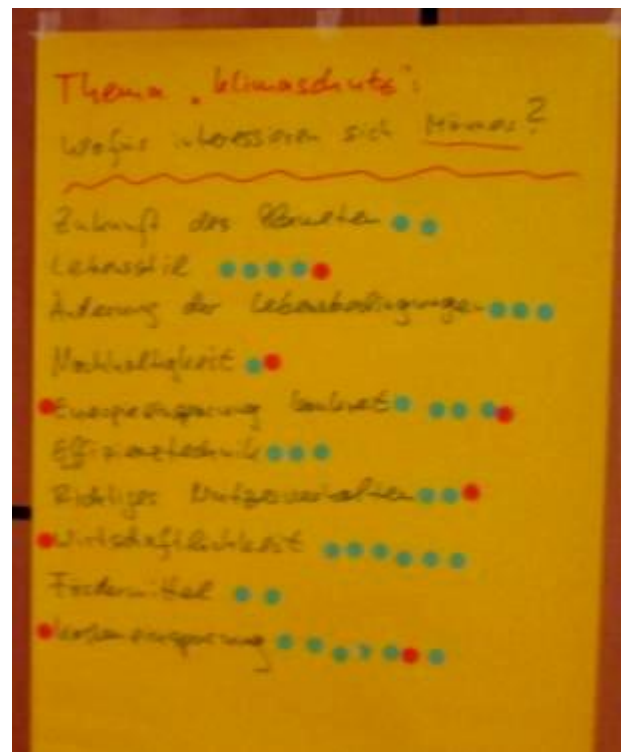 Thema „Klimaschutz“:
Wofür interessieren sich Männer?
Zukunft des
Lebensstil
Änderung der Lebensbedingungen
Nachhaltigkeit
Energieeinsparung konkret
Effizienztechnik
Richtiges Nutzerverhalten
Wirtschaftlichkeit
Fördermittel
Kosteneinsparung